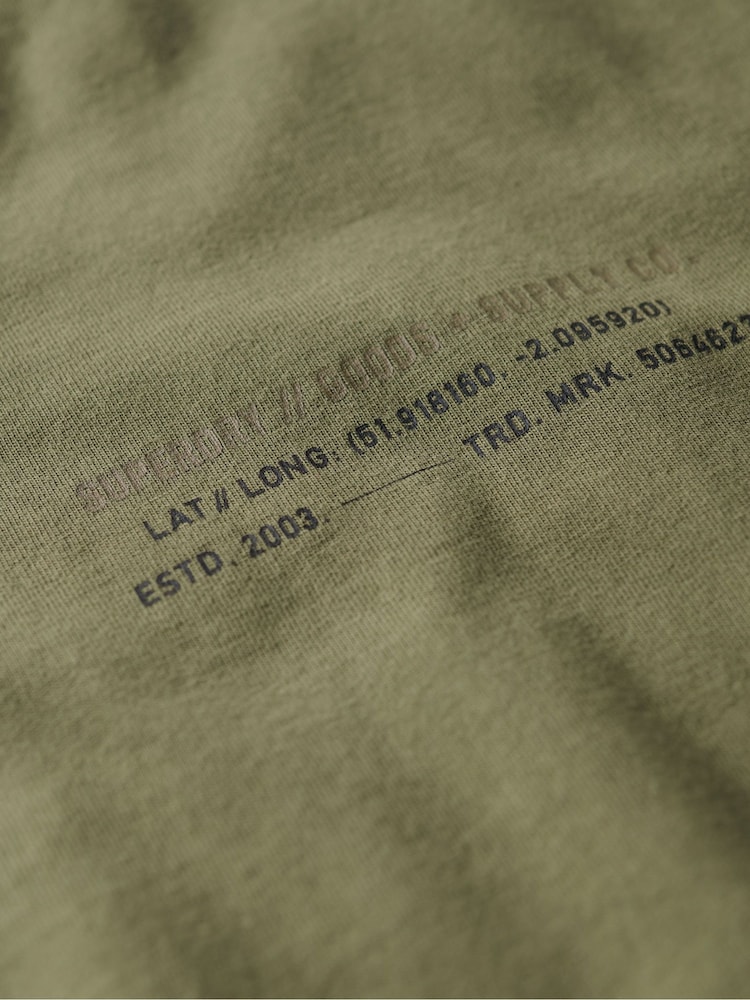 SUPERDRY // GOODS & SUPPLY CO.-
LAT // LONG: (51.918160, -2.095920)
ESTD. 2003. TRD. MRK.